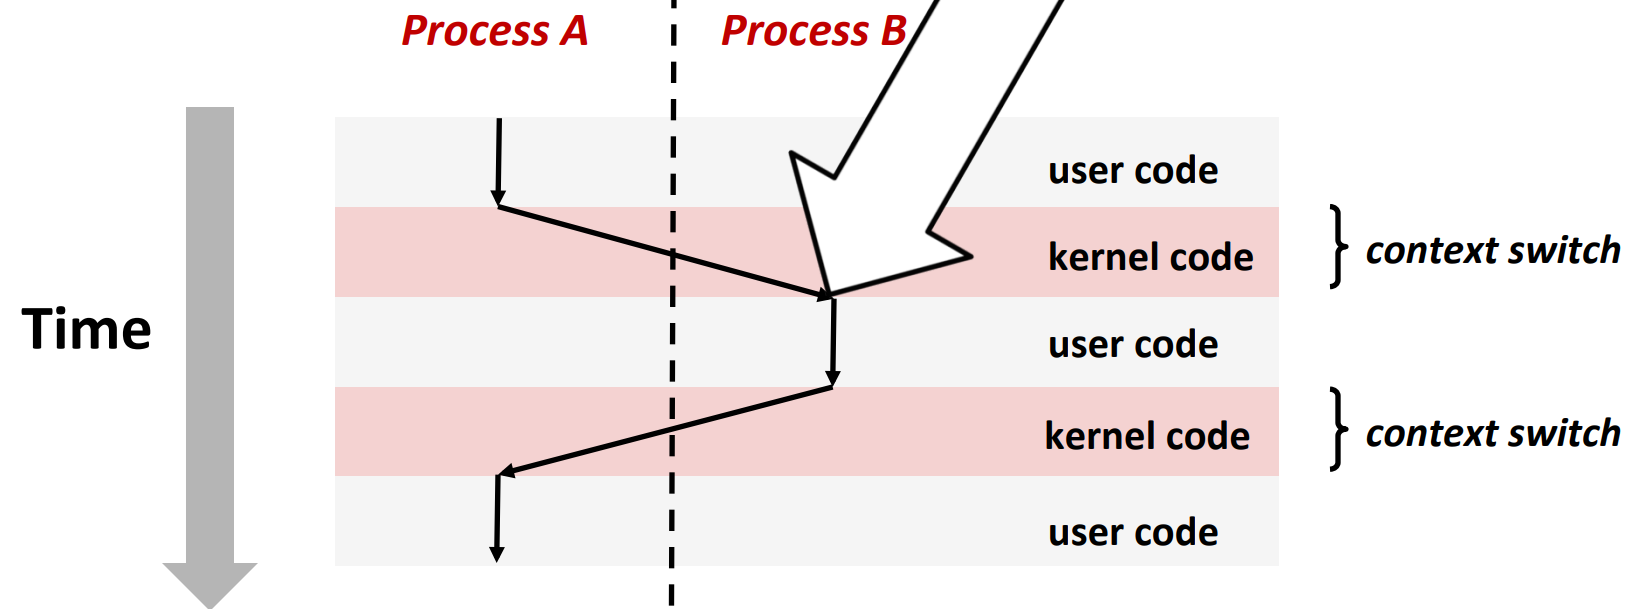 Process A
Process B
user code
kernel code
context switch
Time
user code
kernel code
context switch
user code